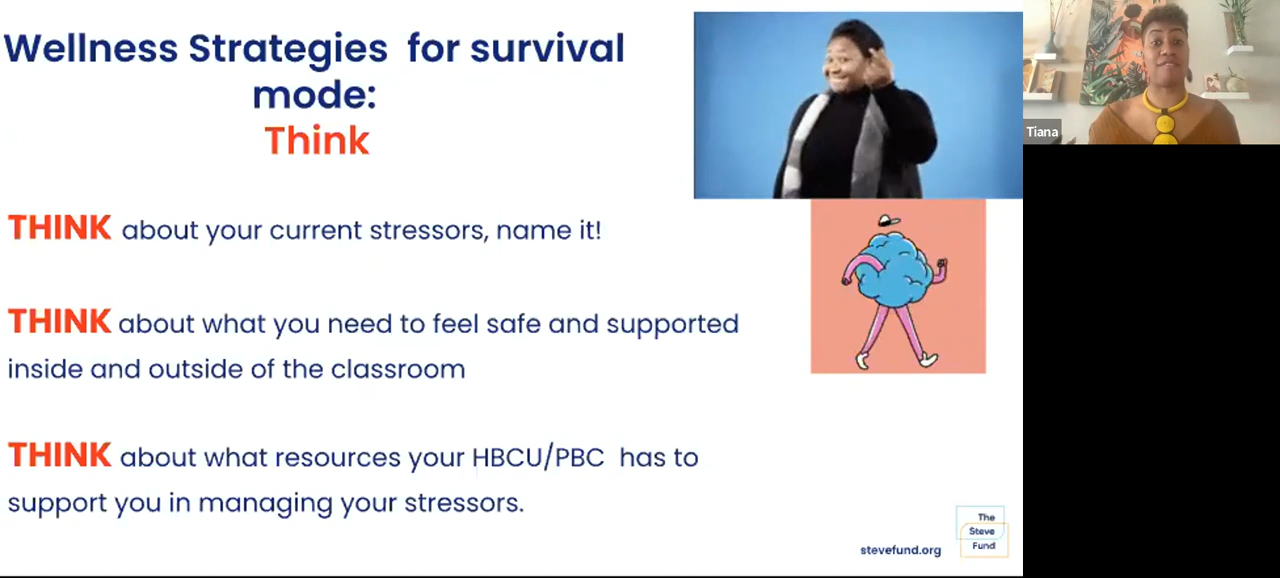 Wellness Strategies for survival
mode:
Think
THINK about your current stressors, name it!
THINK about what you need to feel safe and supported
inside and outside of the classroom
THINK about what resources your HBCU/PBC has to
support you in managing your stressors.
stevefund.org
The
Steve
Fund
Tiana